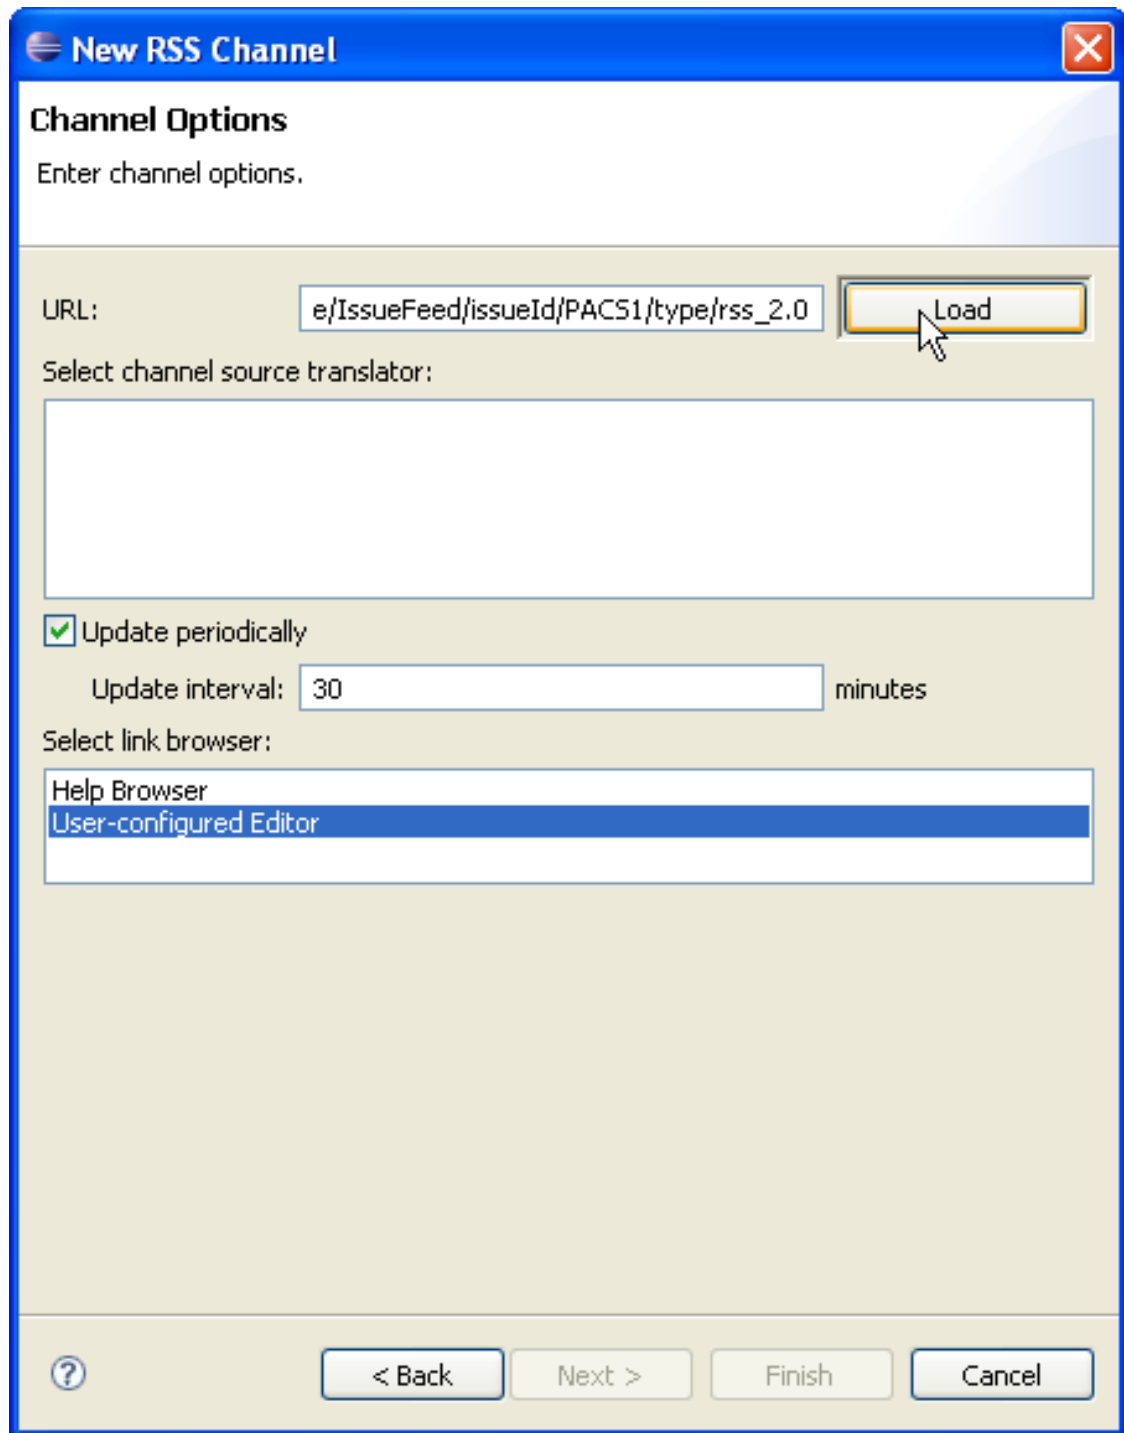 New RSS Channel
Channel Options
Enter channel options.
URL: e/IssueFeed/issueId/PACS1/type/rss_2.0 Load
Select channel source translator:
Update periodically
Update interval: 30 minutes
Select link browser:
Help Browser
User-configured Editor
? < Back Next > Finish Cancel